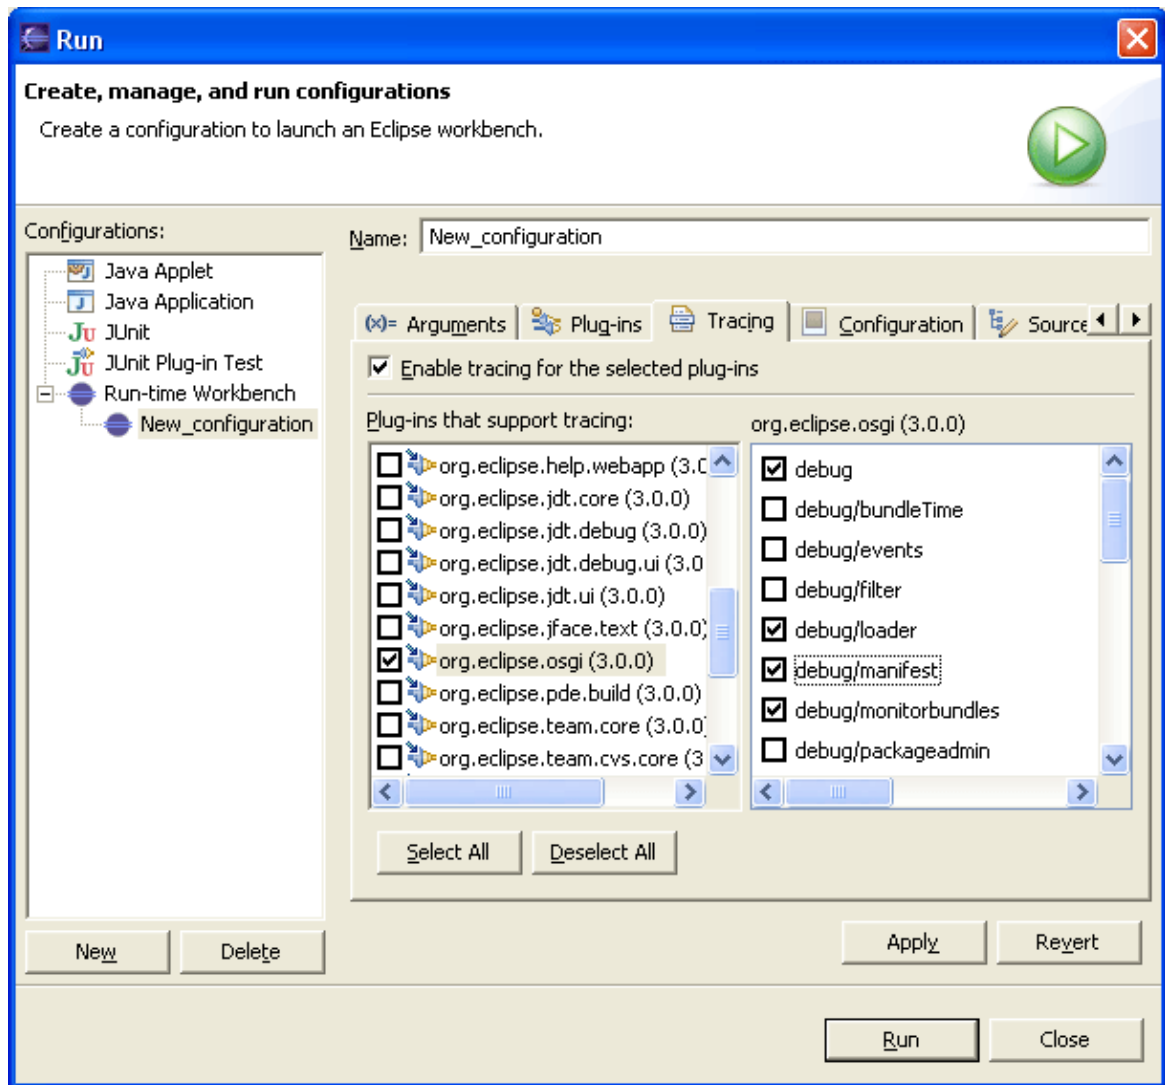 Run
Create, manage, and run configurations
Create a configuration to launch an Eclipse workbench.
Configurations:
Java Applet
Java Application
JUnit
JUnit Plug-in Test
Run-time Workbench
New_configuration
New
Delete
Name: New_configuration
(x)= Arguments
Plug-ins
Tracing
Configuration
Source
Enable tracing for the selected plug-ins
Plug-ins that support tracing:
org.eclipse.help.webapp (3.0
org.eclipse.jdt.core (3.0.0)
org.eclipse.jdt.debug (3.0.0)
org.eclipse.jdt.debug.ui (3.0
org.eclipse.jdt.ui (3.0.0)
org.eclipse.jface.text (3.0.0)
org.eclipse.osgi (3.0.0)
org.eclipse.pde.build (3.0.0)
org.eclipse.team.core (3.0.0
org.eclipse.team.cvs.core (3
org.eclipse.osgi (3.0.0)
debug
debug/bundleTime
debug/events
debug/filter
debug/loader
debug/manifest
debug/monitorbundles
debug/packageadmin
Select All
Deselect All
Apply
Revert
Run
Close